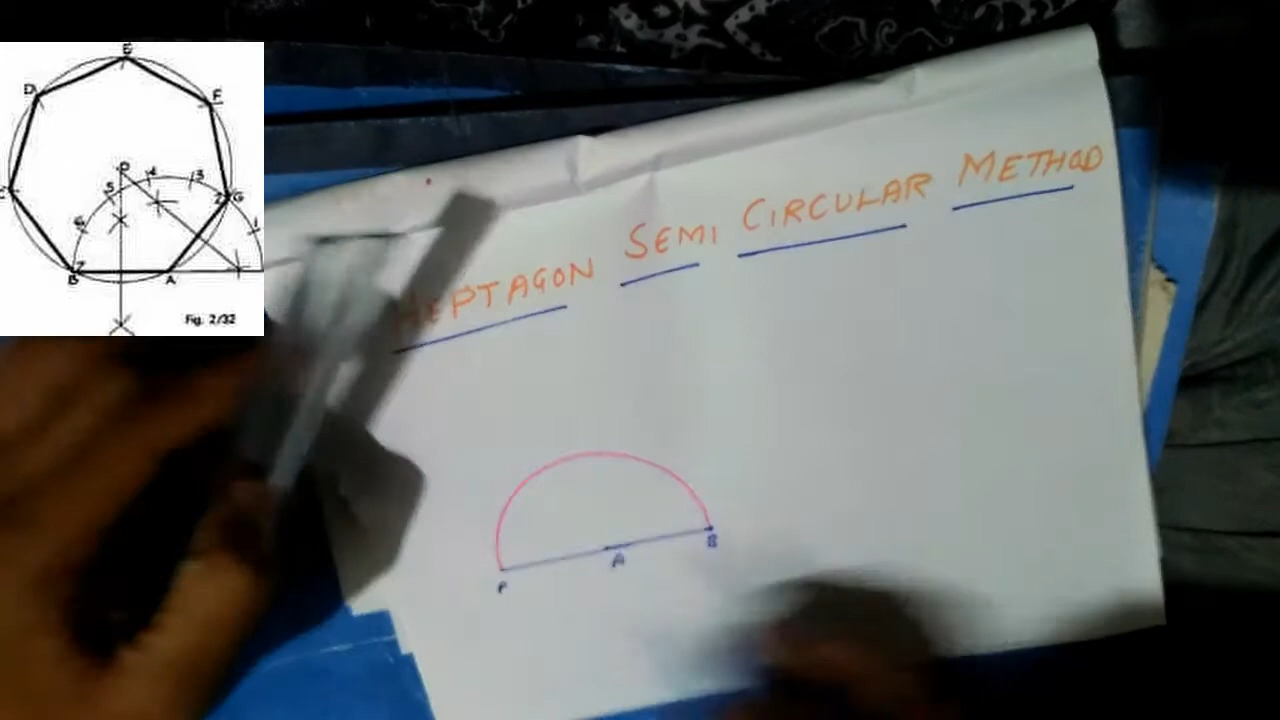 HEPTAGON SEMI CIRCULAR METHOD
E
D
F
P
5 4 3
C
6
2 G
1
B 7
A
Fig. 2/32
P
A
B